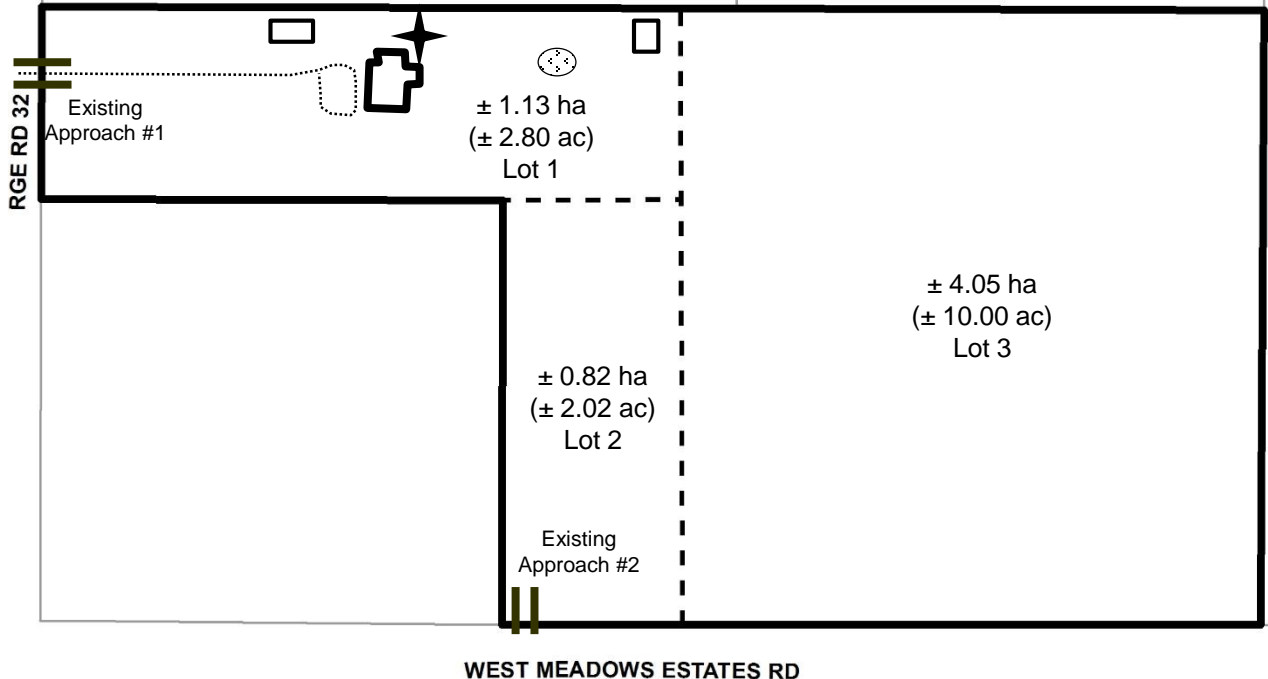 RGE RD 32
Existing
Approach #1
± 1.13 ha
(± 2.80 ac)
Lot 1
± 4.05 ha
(± 10.00 ac)
Lot 3
± 0.82 ha
(± 2.02 ac)
Lot 2
Existing
Approach #2
WEST MEADOWS ESTATES RD